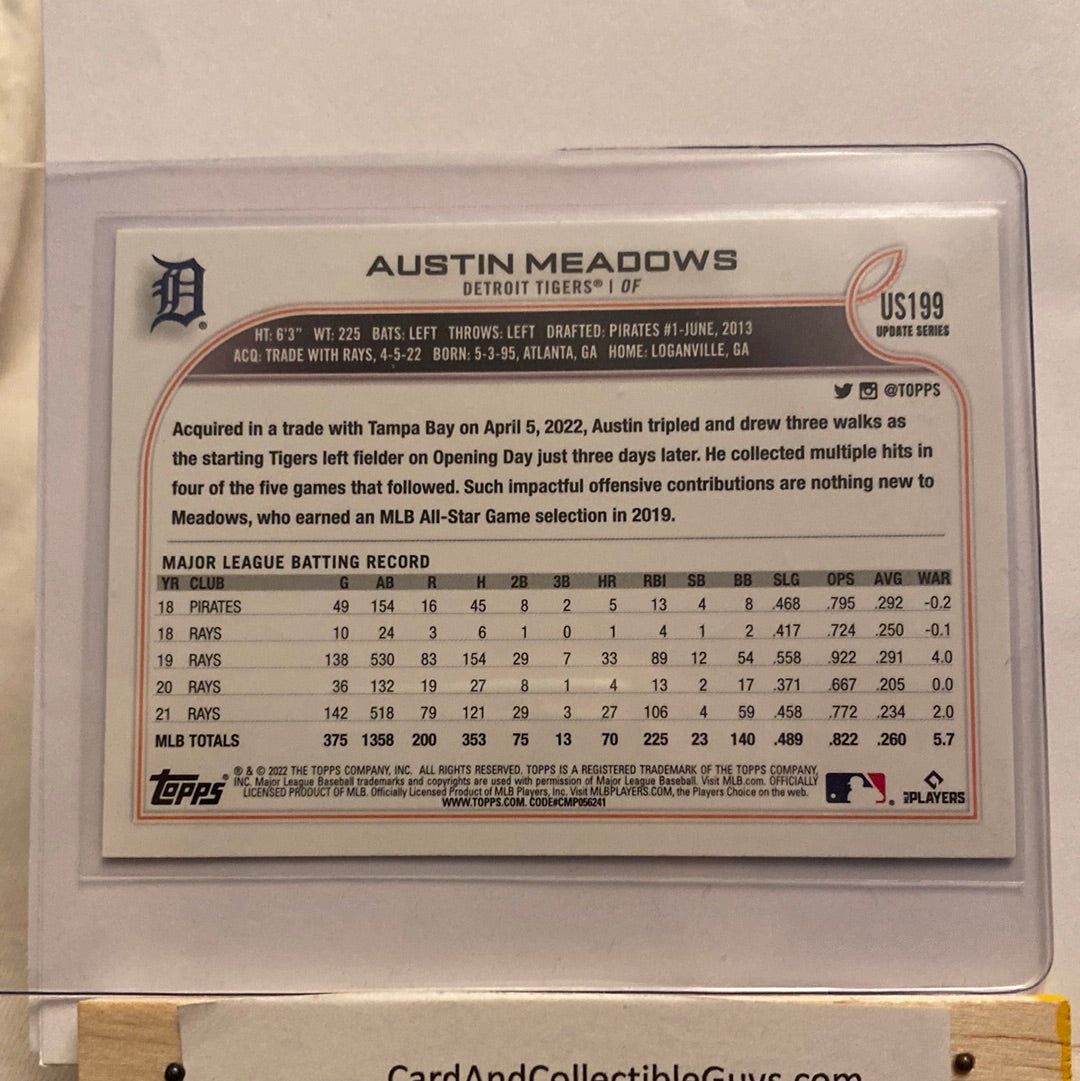 AUSTIN MEADOWS
DETROIT TIGERS® | OF
US199
UPDATE SERIES
HT: 6'3" WT: 225 BATS: LEFT THROWS: LEFT DRAFTED: PIRATES #1-JUNE, 2013
ACQ: TRADE WITH RAYS, 4-5-22 BORN: 5-3-95, ATLANTA, GA HOME: LOGANVILLE, GA
@TOPPS
Acquired in a trade with Tampa Bay on April 5, 2022, Austin tripled and drew three walks as
the starting Tigers left fielder on Opening Day just three days later. He collected multiple hits in
four of the five games that followed. Such impactful offensive contributions are nothing new to
Meadows, who earned an MLB All-Star Game selection in 2019.
MAJOR LEAGUE BATTING RECORD
YR CLUB G AB R H 2B 3B HR RBI SB BB SLG OPS AVG WAR
18 PIRATES 49 154 16 45 8 2 5 13 4 8 .468 .795 .292 -0.2
18 RAYS 10 24 3 6 1 0 1 4 1 2 .417 .724 .250 -0.1
19 RAYS 138 530 83 154 29 7 33 89 12 54 .558 .922 .291 4.0
20 RAYS 36 132 19 27 8 1 4 13 2 17 .371 .667 .205 0.0
21 RAYS 142 518 79 121 29 3 27 106 4 59 .458 .772 .234 2.0
MLB TOTALS 375 1358 200 353 75 13 70 225 23 140 .489 .822 .260 5.7
Topps®
® & © 2022 THE TOPPS COMPANY, INC. ALL RIGHTS RESERVED. TOPPS IS A REGISTERED TRADEMARK OF THE TOPPS COMPANY,
INC. Major League Baseball trademarks and copyrights are used with permission of Major League Baseball. Visit MLB.com. OFFICIALLY
LICENSED PRODUCT OF MLB. Officially Licensed Product of MLB Players, Inc. Visit MLBPLAYERS.COM, the Players Choice on the web.
WWW.TOPPS.COM. CODE#CMP056241
MLBPLAYERS
CardAndCollectibleGuys.com